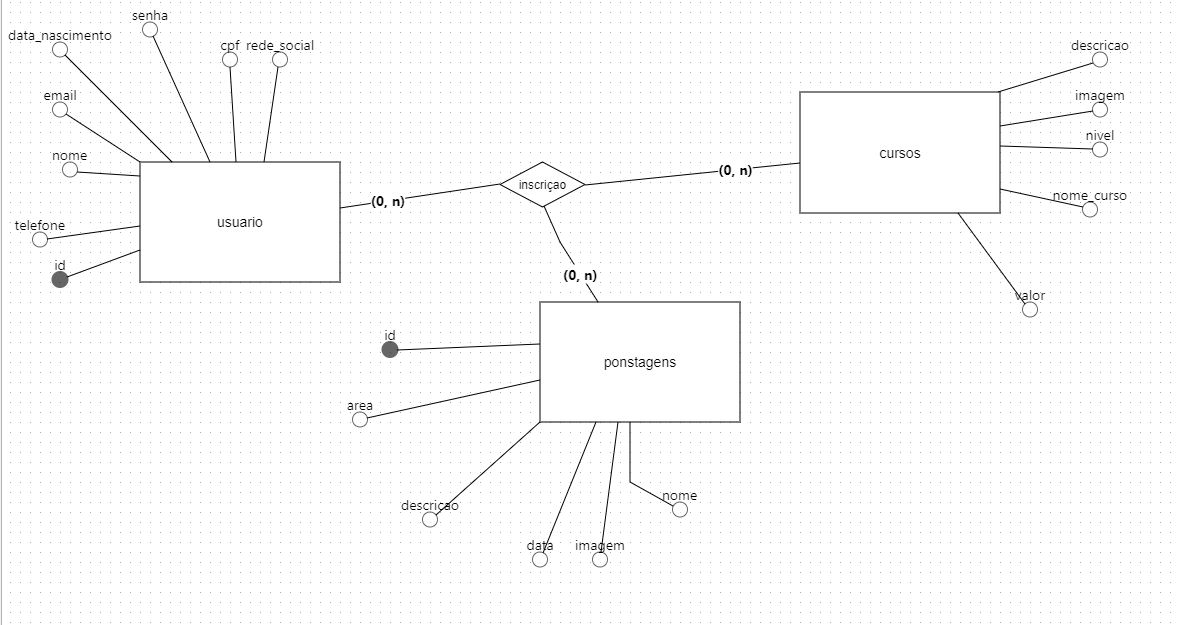 senha
data_nascimento
cpf
rede_social
email
nome
telefone
id
usuario
(0, n)
inscriçao
(0, n)
(0, n)
cursos
descricao
imagem
nivel
nome_curso
valor
id
area
ponstagens
descriçao
data
imagem
nome